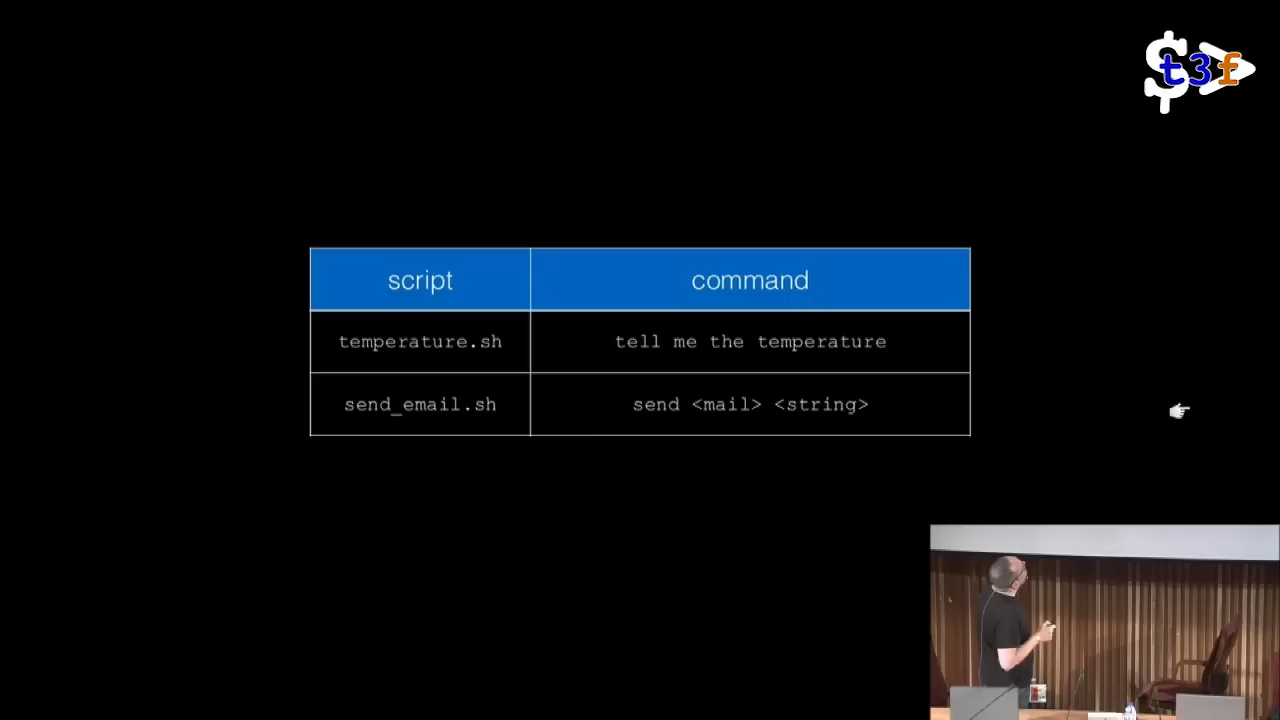 $t3f
script command
temperature.sh tell me the temperature
send_email.sh send <mail> <string>